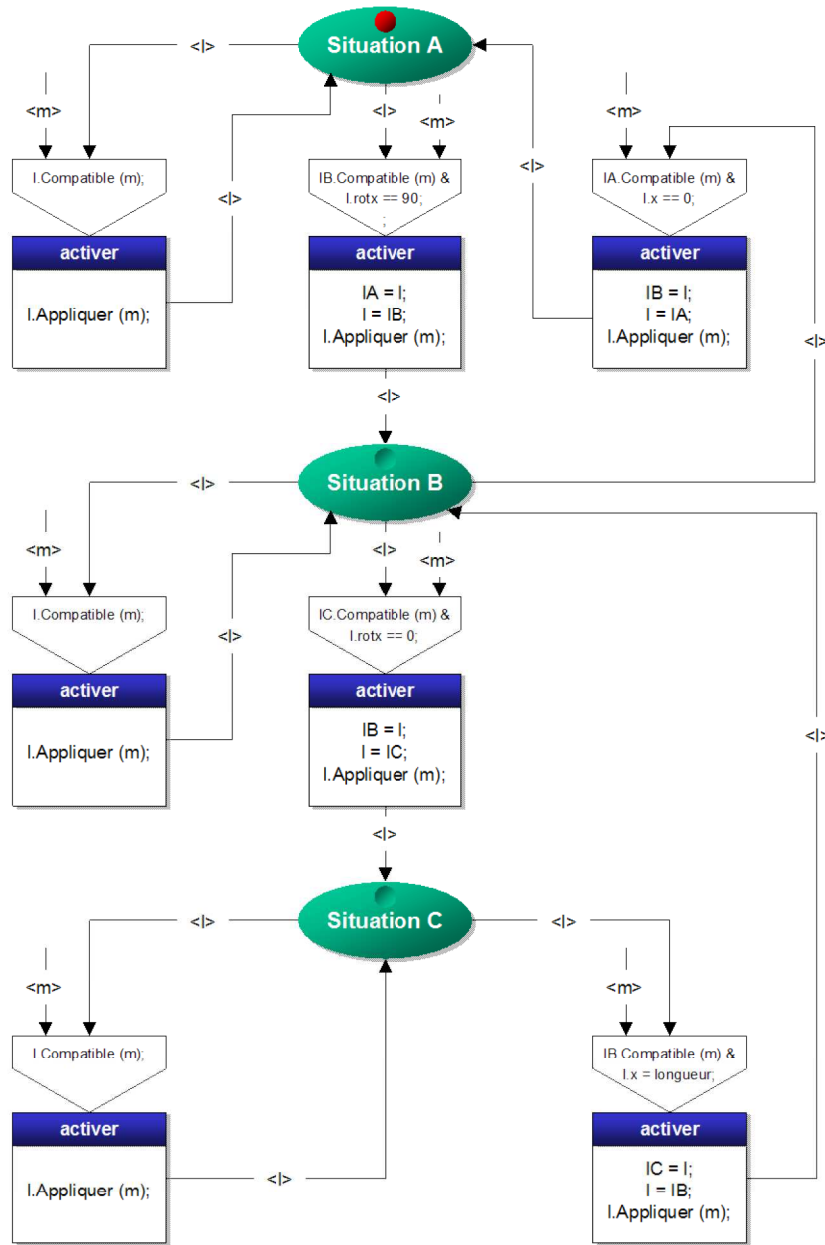 Situation A
<I>
<I>
<m>
<m>
<m>
<I>
<I>
I.Compatible (m);
IB.Compatible (m) &
I.rotx == 90;
;
IA.Compatible (m) &
I.x == 0;
activer
I.Appliquer (m);
activer
IA = I;
I = IB;
I.Appliquer (m);
activer
IB = I;
I = IA;
I.Appliquer (m);
<I>
<I>
Situation B
<I>
<I>
<m>
<m>
<I>
I.Compatible (m);
IC.Compatible (m) &
I.rotx == 0;
activer
I.Appliquer (m);
activer
IB = I;
I = IC;
I.Appliquer (m);
<I>
<I>
Situation C
<I>
<I>
<m>
<m>
I.Compatible (m);
IB.Compatible (m) &
I.x = longueur;
activer
I.Appliquer (m);
<I>
activer
IC = I;
I = IB;
I.Appliquer (m);